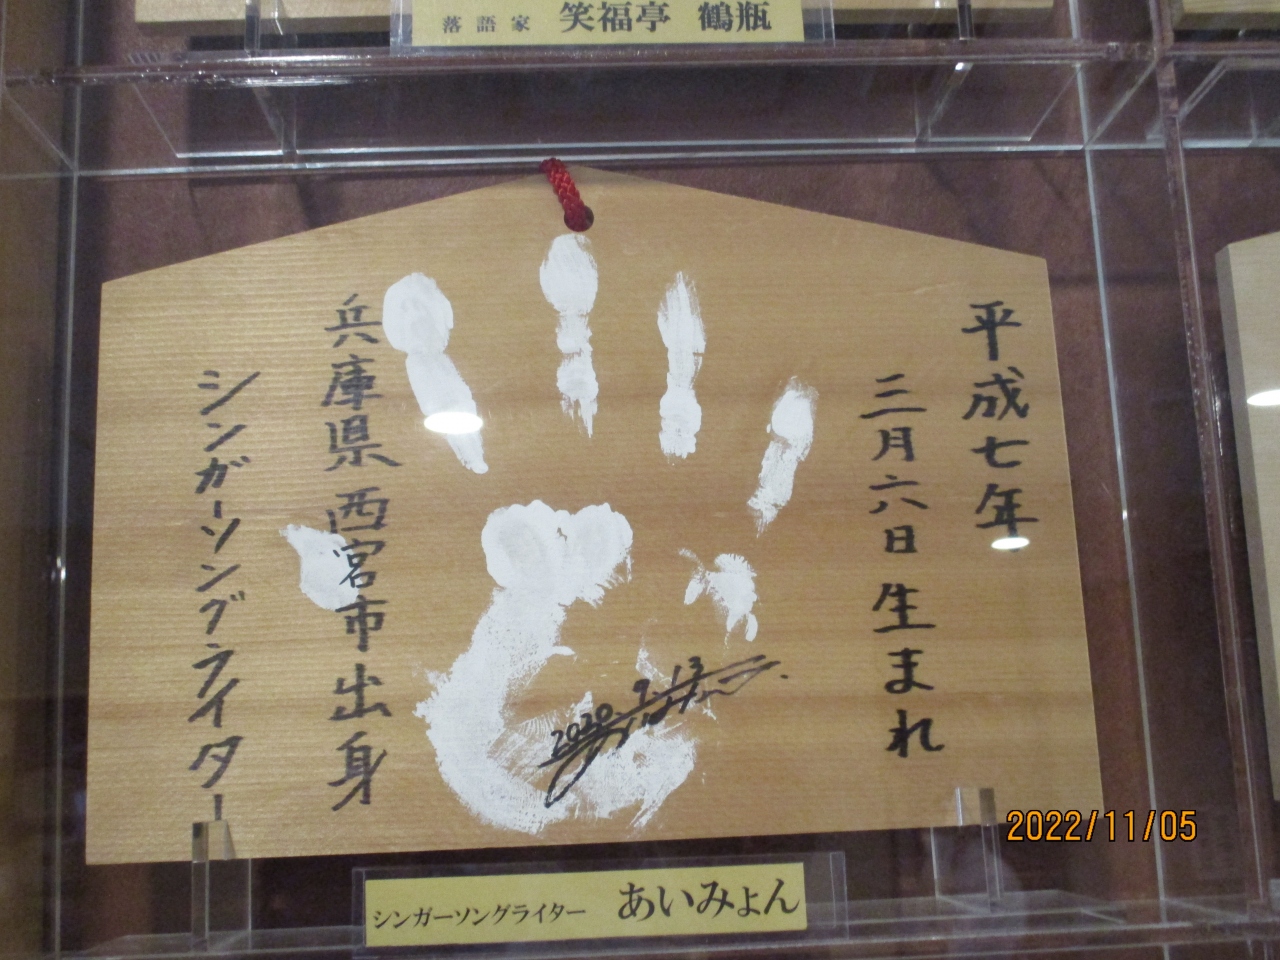 落語家 笑福亭 鶴瓶
平成七年
三月六日 生まれ
兵庫県 西宮市 出身
シンガーソングライター
2020.9.13
シンガーソングライター あいみょん
2022/11/05